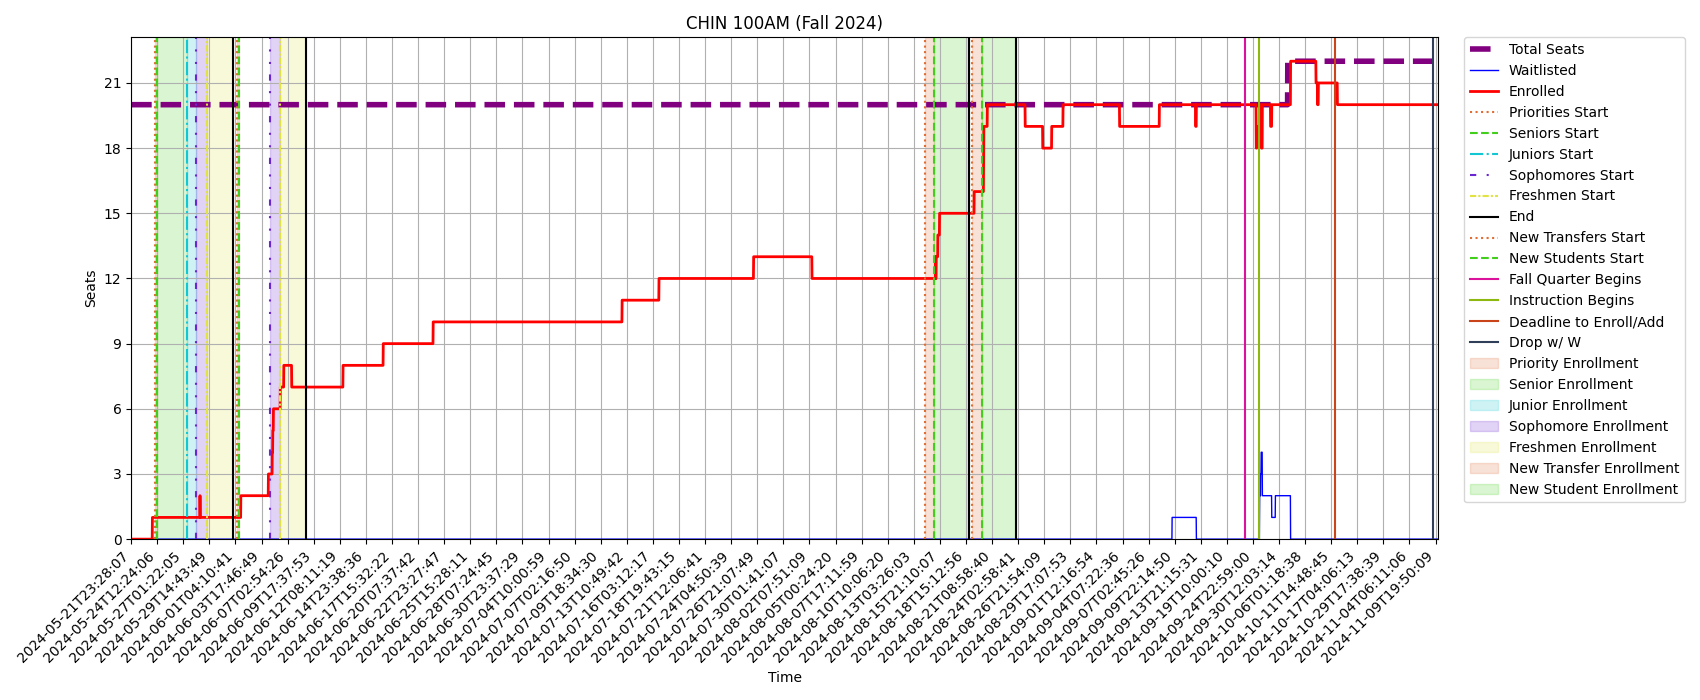 CHIN 100AM (Fall 2024)
Seats
21
18
15
12
9
6
3
0
2024-05-21T23:28:07
2024-05-24T12:24:06
2024-05-27T01:22:05
2024-05-29T14:43:49
2024-06-01T04:10:41
2024-06-03T17:46:49
2024-06-07T02:54:26
2024-06-09T17:37:53
2024-06-12T08:11:19
2024-06-14T23:38:36
2024-06-17T15:32:22
2024-06-20T07:37:42
2024-06-22T23:27:47
2024-06-25T15:28:11
2024-06-28T07:24:45
2024-06-30T23:37:29
2024-07-04T10:00:59
2024-07-07T02:16:50
2024-07-09T18:34:30
2024-07-13T10:49:42
2024-07-16T03:12:17
2024-07-18T19:43:15
2024-07-21T12:06:41
2024-07-24T04:50:39
2024-07-26T21:07:49
2024-07-30T01:41:07
2024-08-02T17:51:09
2024-08-05T00:24:20
2024-08-07T17:11:59
2024-08-10T10:06:20
2024-08-13T03:26:03
2024-08-15T21:10:07
2024-08-18T15:12:56
2024-08-21T08:58:40
2024-08-24T02:58:41
2024-08-26T21:54:09
2024-08-29T17:07:53
2024-09-01T12:16:54
2024-09-04T07:22:36
2024-09-07T02:45:26
2024-09-09T22:14:50
2024-09-13T21:15:31
2024-09-19T10:00:10
2024-09-24T22:59:00
2024-09-30T12:03:14
2024-10-06T01:18:38
2024-10-11T14:48:45
2024-10-17T04:06:13
2024-10-29T17:38:39
2024-11-04T06:11:06
2024-11-09T19:50:09
Time
Total Seats
Waitlisted
Enrolled
Priorities Start
Seniors Start
Juniors Start
Sophomores Start
Freshmen Start
End
New Transfers Start
New Students Start
Fall Quarter Begins
Instruction Begins
Deadline to Enroll/Add
Drop w/ W
Priority Enrollment
Senior Enrollment
Junior Enrollment
Sophomore Enrollment
Freshmen Enrollment
New Transfer Enrollment
New Student Enrollment